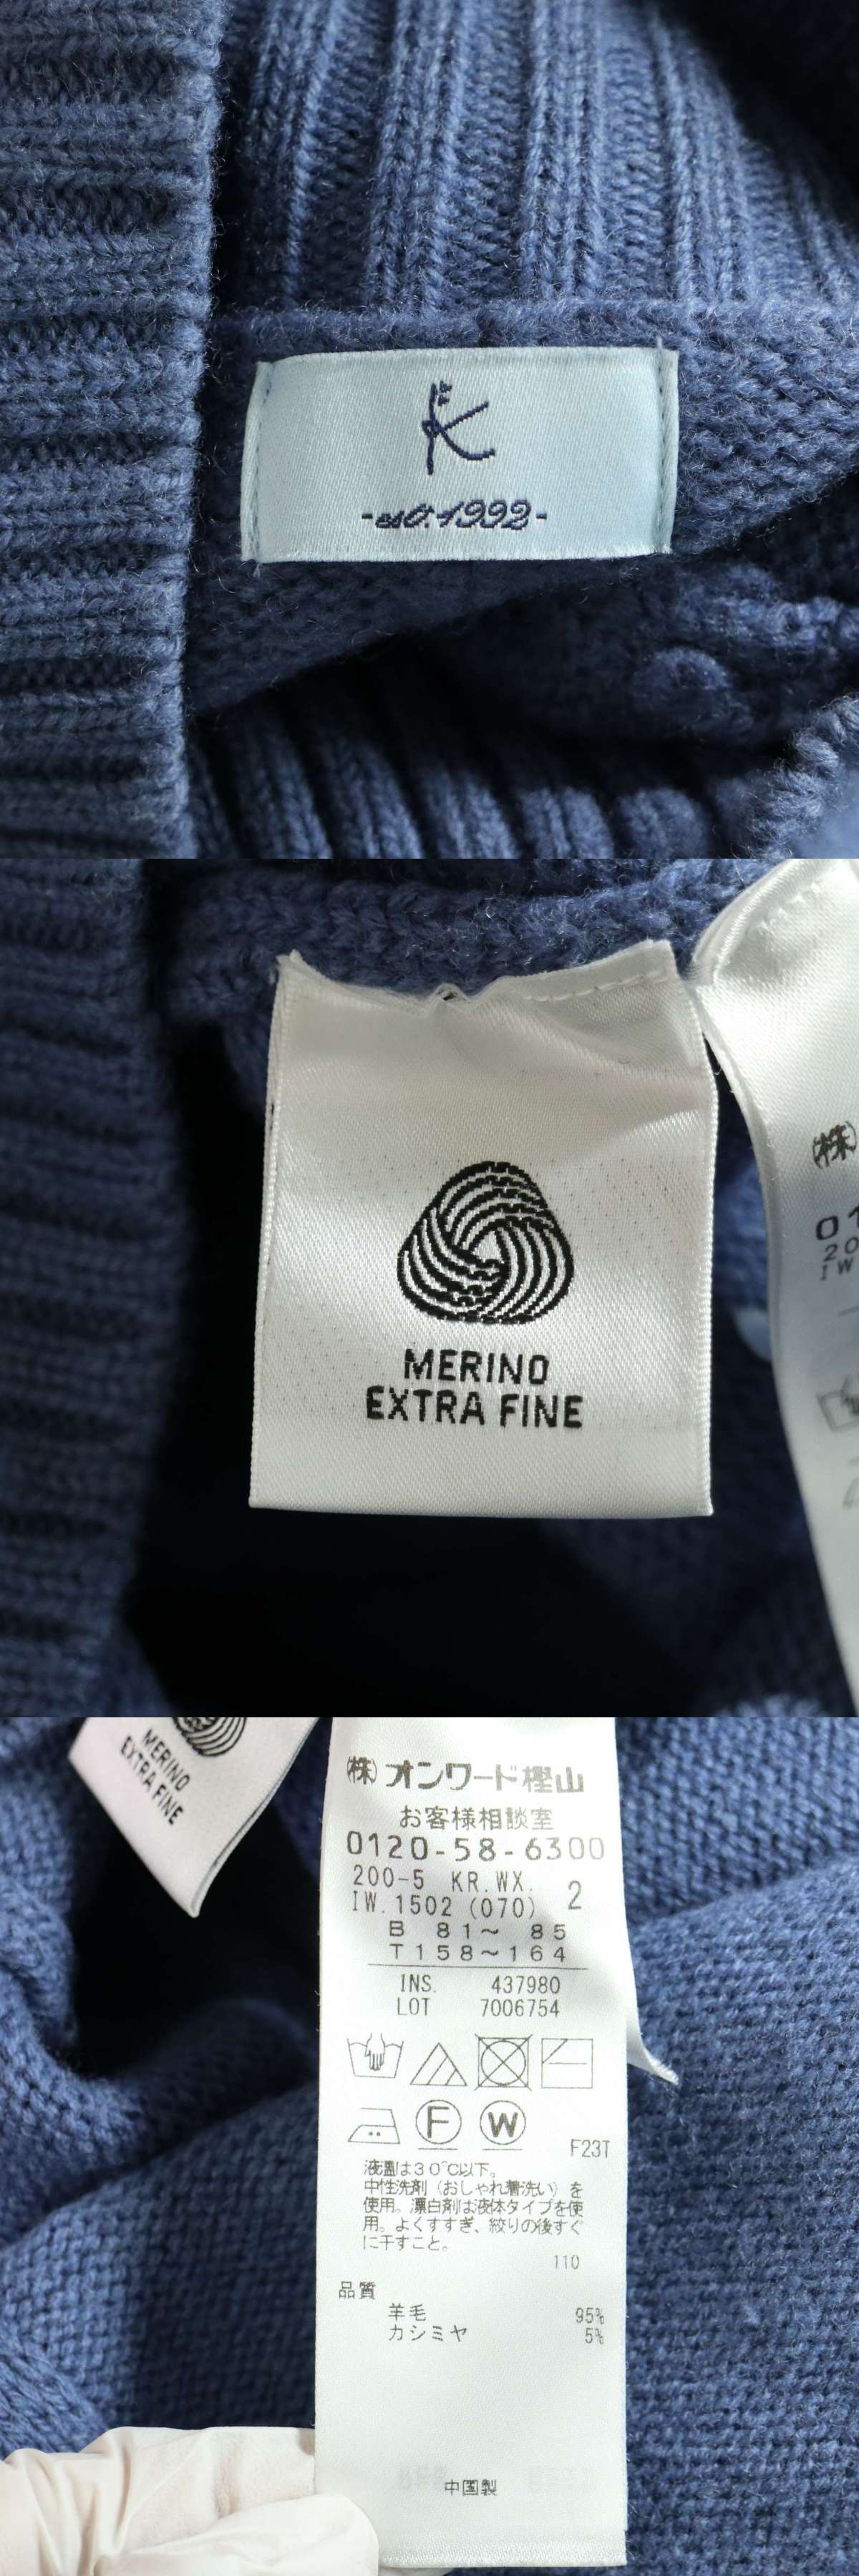 K
-est.1992-
MERINO
EXTRA FINE
(株)
01
20
IW
MERINO
EXTRA FINE
(株)オンワード樫山
お客様相談室
0120-58-6300
200-5 KR.WX.
IW.1502 (070) 2
B 81〜 85
T158〜164
INS. 437980
LOT 7006754
F
W
F23T
液温は30℃以下。
中性洗剤（おしゃれ着洗い）を
使用。漂白剤は液体タイプを使
用。よくすすぎ、絞りの後すぐ
に干すこと。
110
品質
羊毛 95%
カシミヤ 5%
中国製